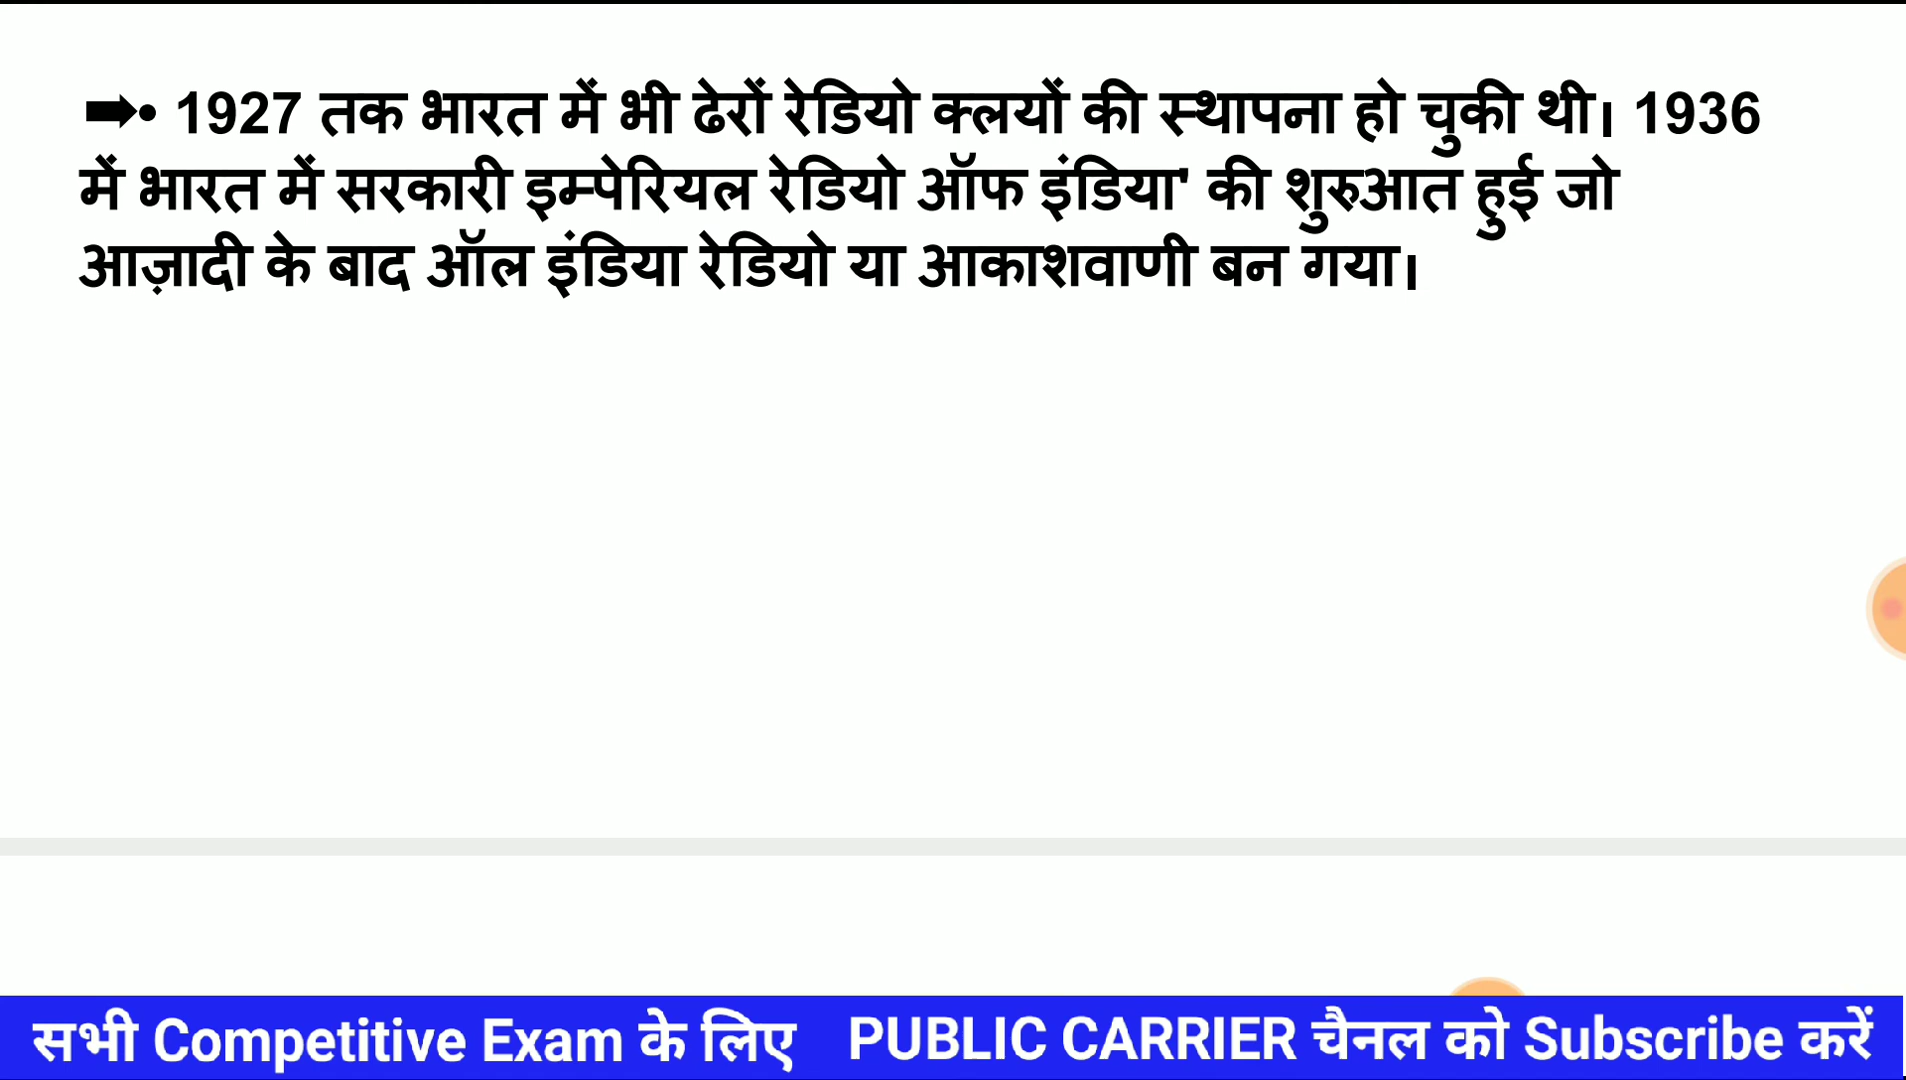 ➡• 1927 तक भारत में भी ढेरों रेडियो क्लयों की स्थापना हो चुकी थी। 1936
में भारत में सरकारी इम्पेरियल रेडियो ऑफ इंडिया' की शुरुआत हुई जो
आज़ादी के बाद ऑल इंडिया रेडियो या आकाशवाणी बन गया।
सभी Competitive Exam के लिए PUBLIC CARRIER चैनल को Subscribe करें